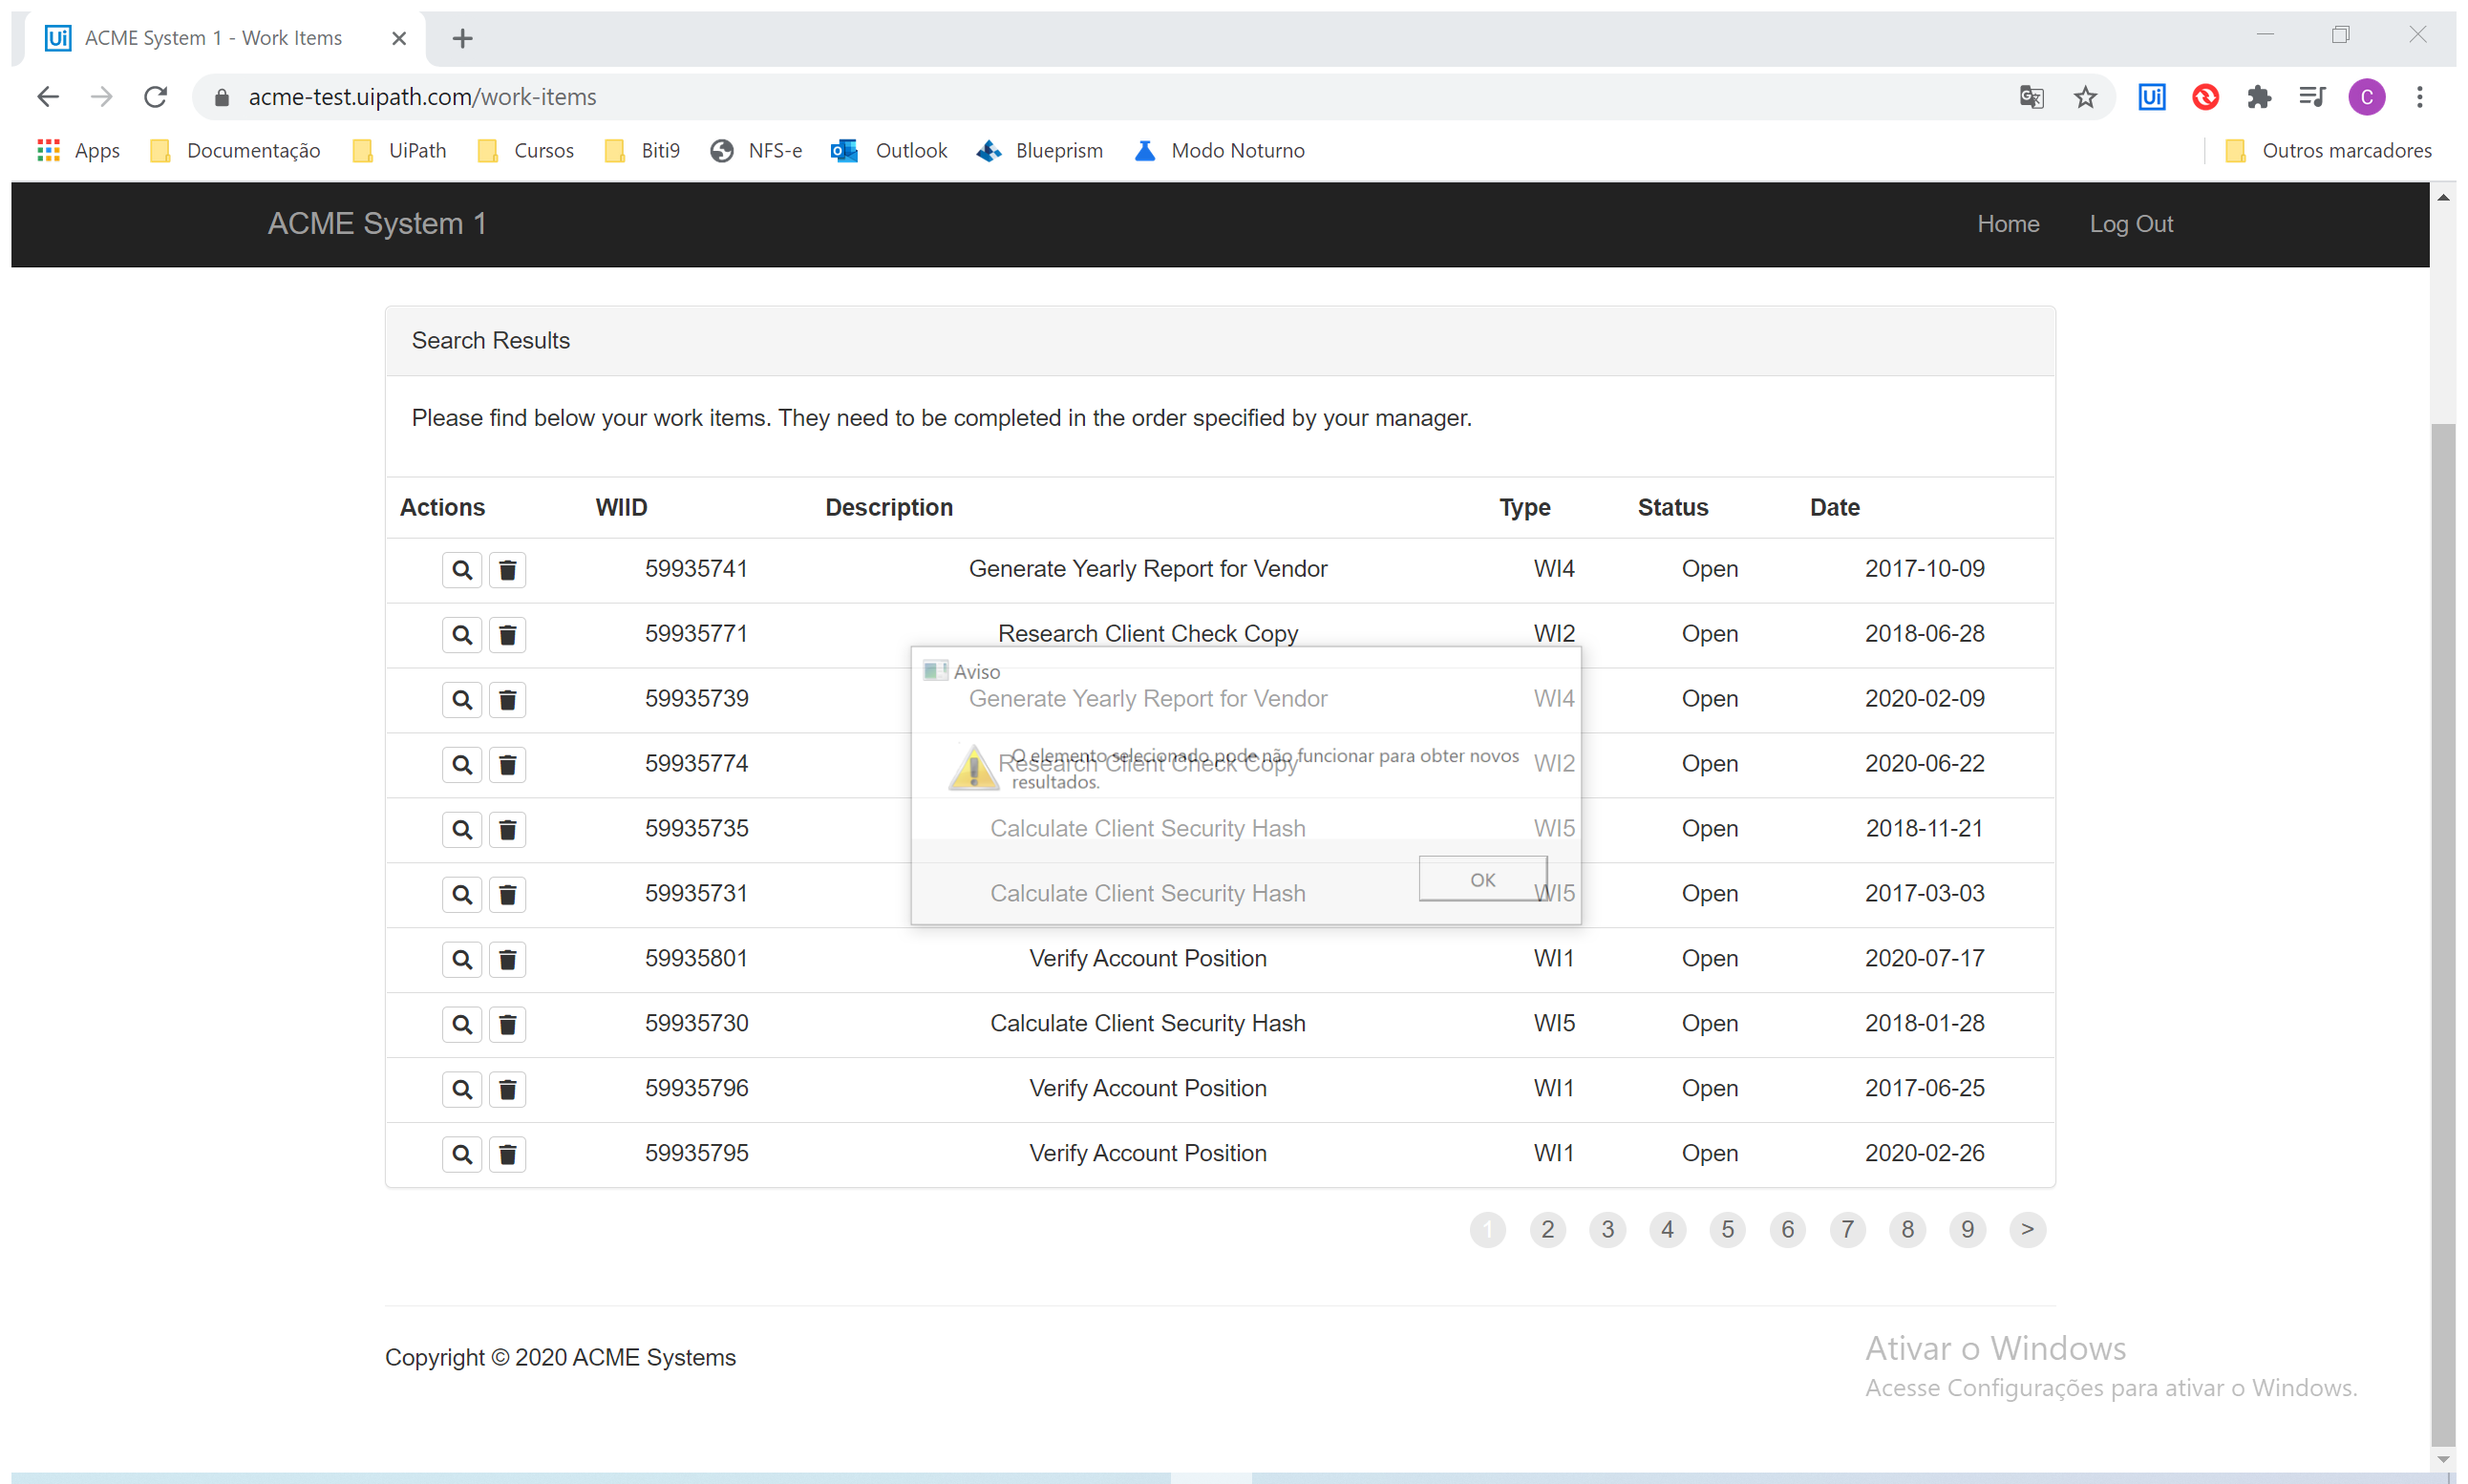 Ui ACME System 1 - Work Items
acme-test.uipath.com/work-items
Ui
C
Apps Documentação UiPath Cursos Biti9 NFS-e Outlook Blueprism Modo Noturno Outros marcadores
ACME System 1 Home Log Out
Search Results
Please find below your work items. They need to be completed in the order specified by your manager.
Actions WIID Description Type Status Date
59935741 Generate Yearly Report for Vendor WI4 Open 2017-10-09
59935771 Research Client Check Copy WI2 Open 2018-06-28
Aviso
59935739 Generate Yearly Report for Vendor WI4 Open 2020-02-09
O elemento selecionado pode não funcionar para obter novos
resultados.
59935774 Research Client Check Copy WI2 Open 2020-06-22
59935735 Calculate Client Security Hash WI5 Open 2018-11-21
OK
59935731 Calculate Client Security Hash WI5 Open 2017-03-03
59935801 Verify Account Position WI1 Open 2020-07-17
59935730 Calculate Client Security Hash WI5 Open 2018-01-28
59935796 Verify Account Position WI1 Open 2017-06-25
59935795 Verify Account Position WI1 Open 2020-02-26
1 2 3 4 5 6 7 8 9 >
Copyright © 2020 ACME Systems
Ativar o Windows
Acesse Configurações para ativar o Windows.